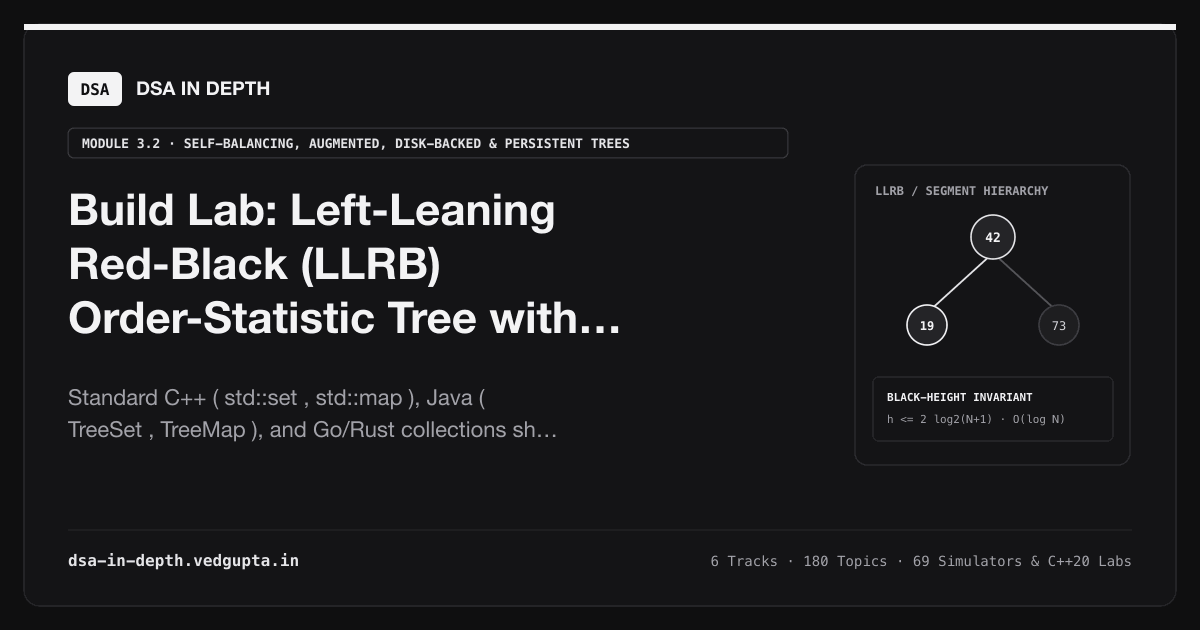 DSA DSA IN DEPTH
MODULE 3.2 · SELF-BALANCING, AUGMENTED, DISK-BACKED & PERSISTENT TREES
Build Lab: Left-Leaning
Red-Black (LLRB)
Order-Statistic Tree with...
Standard C++ ( std::set , std::map ), Java (
TreeSet , TreeMap ), and Go/Rust collections sh...
LLRB / SEGMENT HIERARCHY
42
19 73
BLACK-HEIGHT INVARIANT
h <= 2 log2(N+1) · O(log N)
dsa-in-depth.vedgupta.in
6 Tracks · 180 Topics · 69 Simulators & C++20 Labs